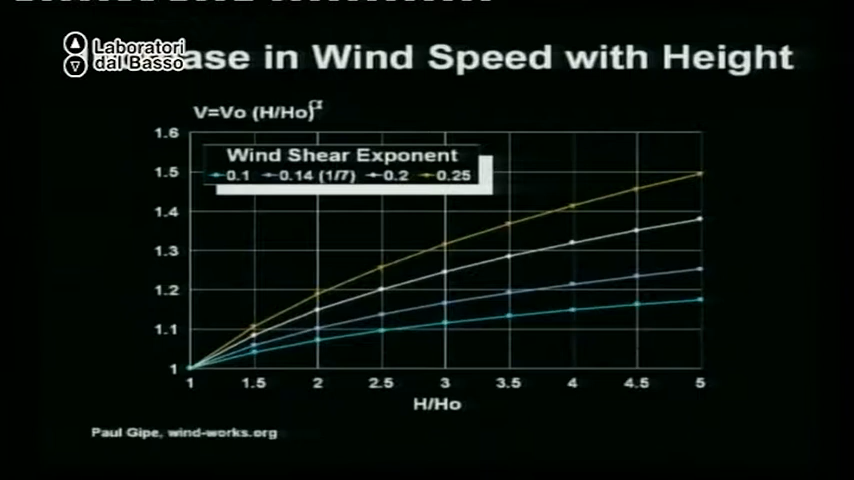 Laboratori
dal Basso
ase in Wind Speed with Height
V=Vo (H/Ho)α
1.6
1.5
1.4
1.3
1.2
1.1
1
Wind Shear Exponent
0.1 0.14 (1/7) 0.2 0.25
1 1.5 2 2.5 3 3.5 4 4.5 5
H/Ho
Paul Gipe, wind-works.org